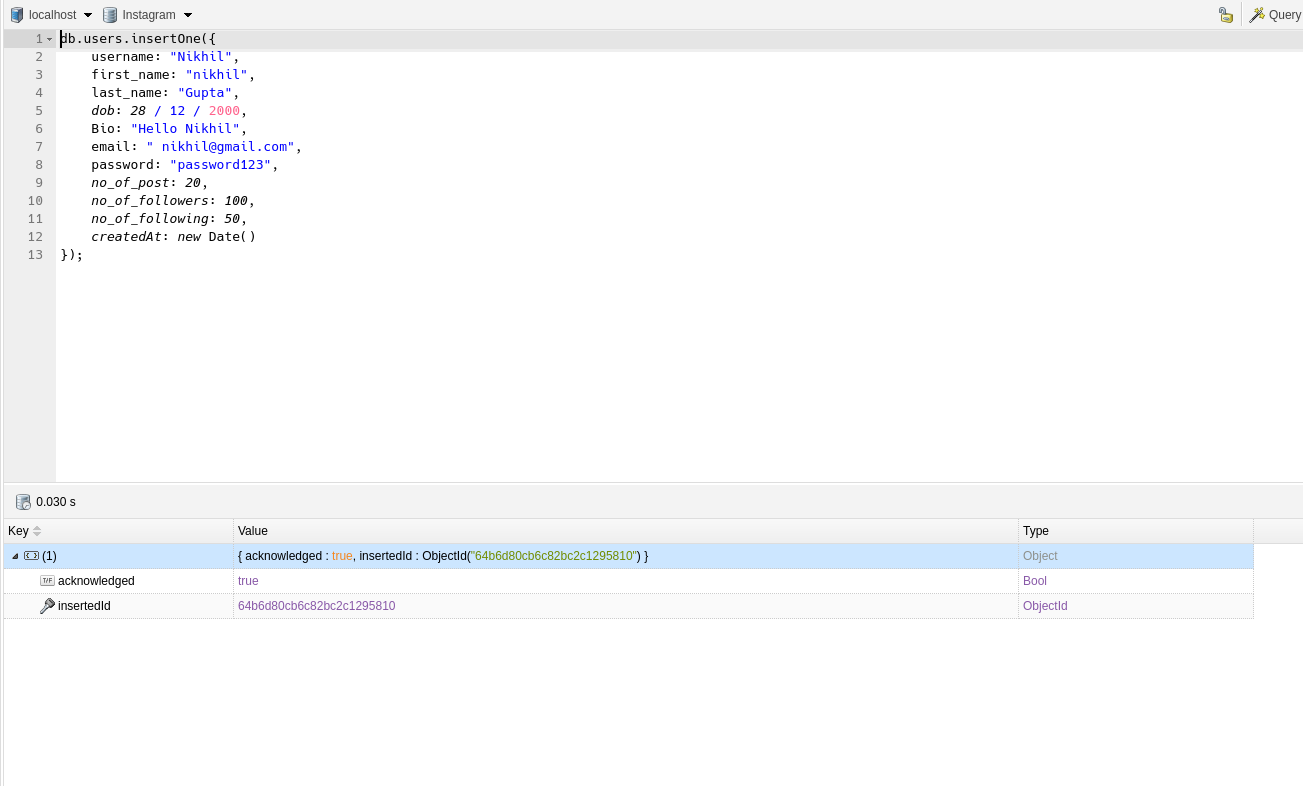 localhost Instagram Query
1 db.users.insertOne({
2 username: "Nikhil",
3 first_name: "nikhil",
4 last_name: "Gupta",
5 dob: 28 / 12 / 2000,
6 Bio: "Hello Nikhil",
7 email: " nikhil@gmail.com",
8 password: "password123",
9 no_of_post: 20,
10 no_of_followers: 100,
11 no_of_following: 50,
12 createdAt: new Date()
13 });
0.030 s
Key Value Type
(1) { acknowledged : true, insertedId : ObjectId("64b6d80cb6c82bc2c1295810") } Object
T/F acknowledged true Bool
insertedId 64b6d80cb6c82bc2c1295810 ObjectId